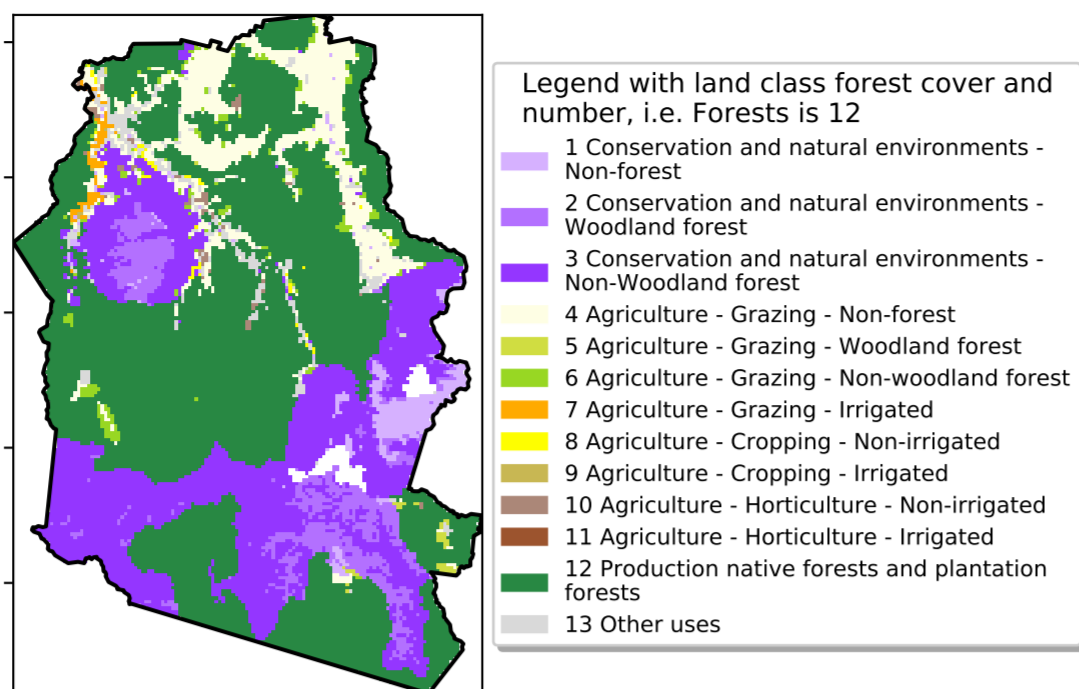 Legend with land class forest cover and
number, i.e. Forests is 12
1 Conservation and natural environments -
Non-forest
2 Conservation and natural environments -
Woodland forest
3 Conservation and natural environments -
Non-Woodland forest
4 Agriculture - Grazing - Non-forest
5 Agriculture - Grazing - Woodland forest
6 Agriculture - Grazing - Non-woodland forest
7 Agriculture - Grazing - Irrigated
8 Agriculture - Cropping - Non-irrigated
9 Agriculture - Cropping - Irrigated
10 Agriculture - Horticulture - Non-irrigated
11 Agriculture - Horticulture - Irrigated
12 Production native forests and plantation
forests
13 Other uses